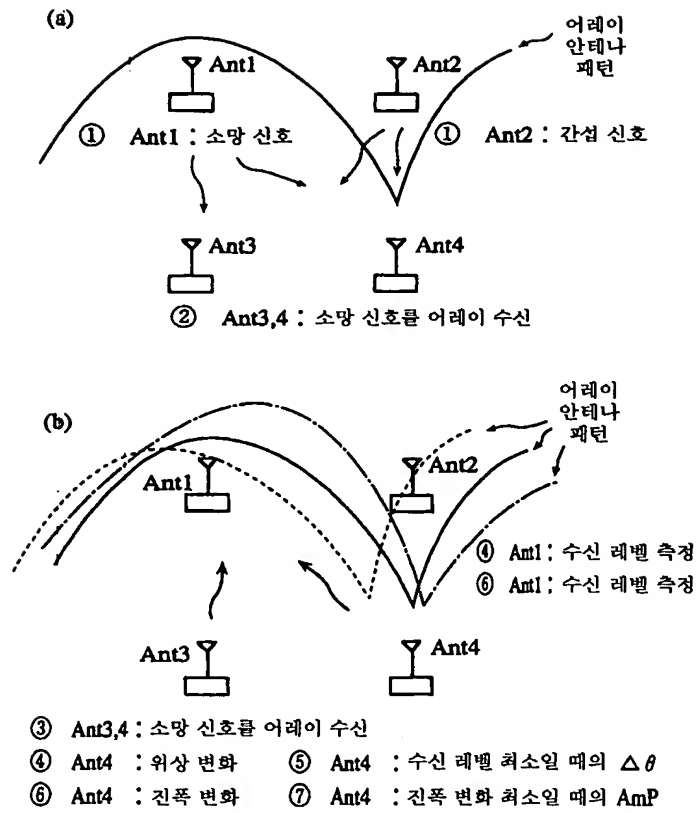 (a)
어레이
안테나
패턴
Ant1
Ant2
① Ant1 : 소망 신호
① Ant2 : 간섭 신호
Ant3
Ant4
② Ant3,4 : 소망 신호를 어레이 수신
(b)
어레이
안테나
패턴
Ant1
Ant2
④ Ant1 : 수신 레벨 측정
⑥ Ant1 : 수신 레벨 측정
Ant3
Ant4
③ Ant3,4 : 소망 신호를 어레이 수신
④ Ant4 : 위상 변화 ⑤ Ant4 : 수신 레벨 최소일 때의 △θ
⑥ Ant4 : 진폭 변화 ⑦ Ant4 : 진폭 변화 최소일 때의 AmP